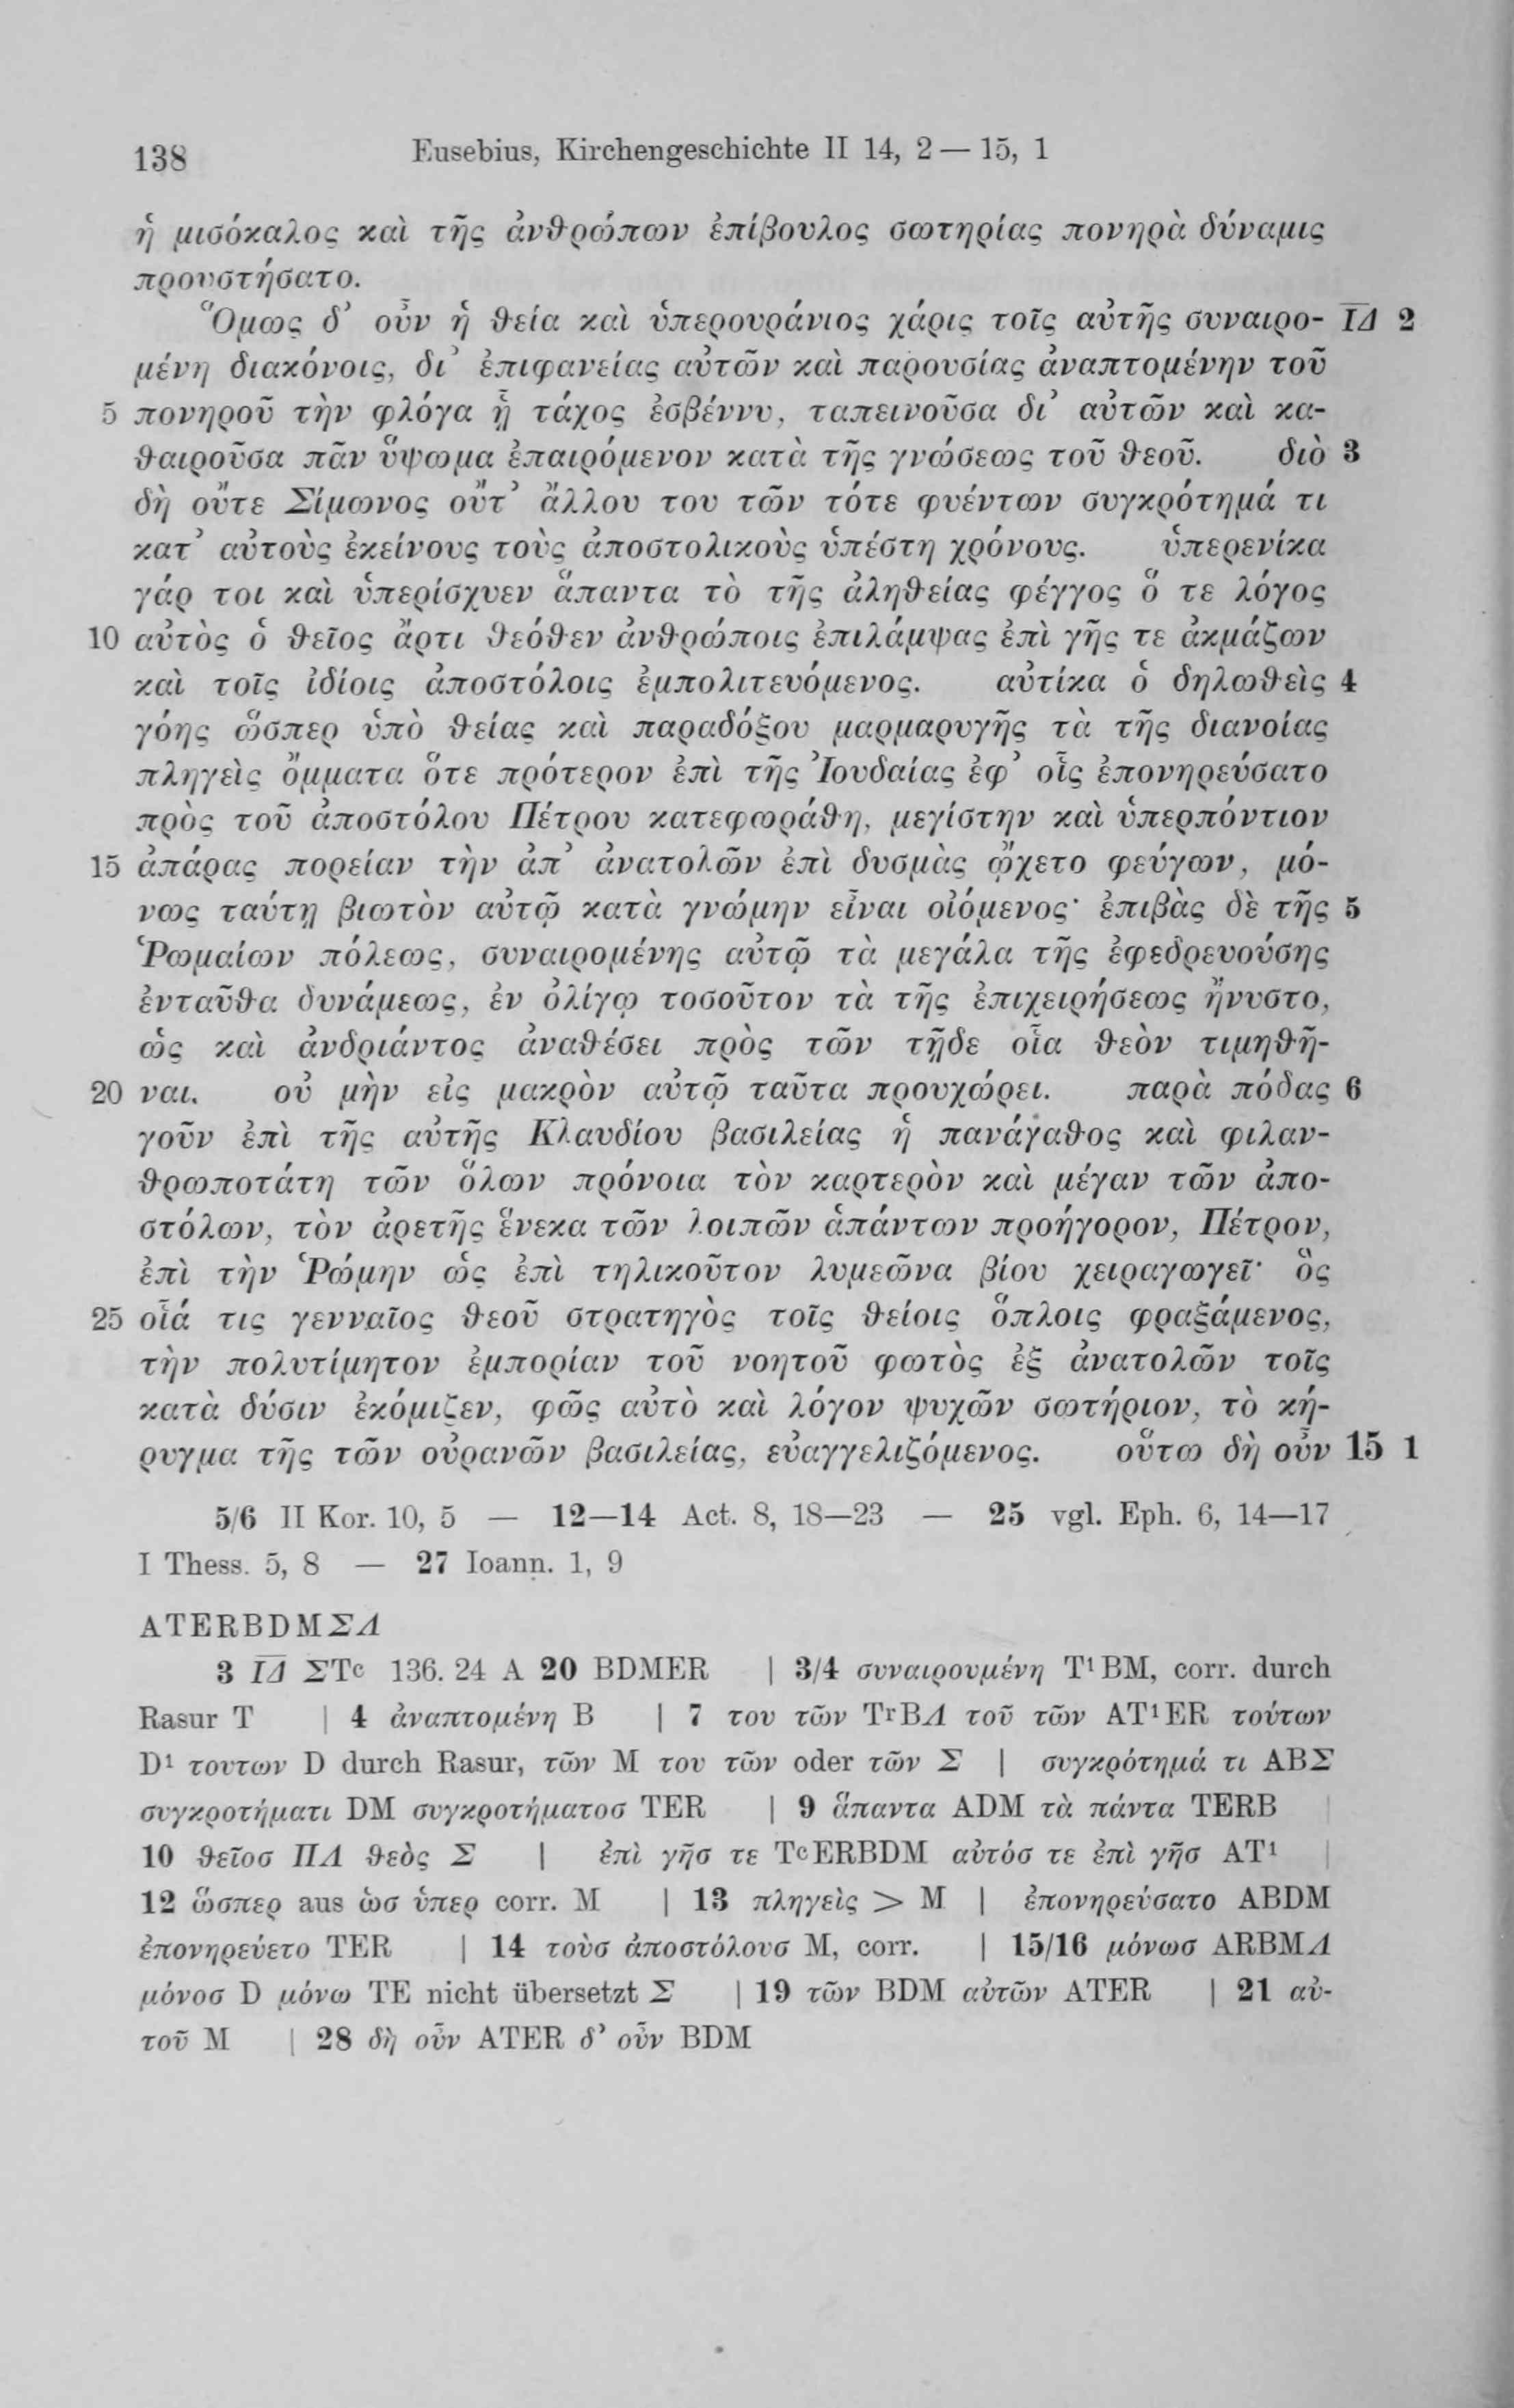 138 Eusebius, Kirchengeschichte II 14, 2 — 15, 1
ἡ μισόκαλος καὶ τῆς ἀνθρώπων ἐπίβουλος σωτηρίας πονηρὰ δύναμις
προυστήσατο.
Ὅμως δ’ οὖν ἡ θεία καὶ ὑπερουράνιος χάρις τοῖς αὐτῆς συναιρο- ΙΔ 2
μένη διακόνοις, δι’ ἐπιφανείας αὐτῶν καὶ παρουσίας ἀναπτομένην τοῦ
5 πονηροῦ τὴν φλόγα ᾗ τάχος ἐσβέννυ, ταπεινοῦσα δι’ αὐτῶν καὶ κα-
θαιροῦσα πᾶν ὕψωμα ἐπαιρόμενον κατὰ τῆς γνώσεως τοῦ θεοῦ. διὸ 3
δὴ οὔτε Σίμωνος οὔτ’ ἄλλου του τῶν τότε φυέντων συγκρότημά τι
κατ’ αὐτοὺς ἐκείνους τοὺς ἀποστολικοὺς ὑπέστη χρόνους. ὑπερενίκα
γάρ τοι καὶ ὑπερίσχυεν ἅπαντα τὸ τῆς ἀληθείας φέγγος ὅ τε λόγος
10 αὐτὸς ὁ θεῖος ἄρτι θεόθεν ἀνθρώποις ἐπιλάμψας ἐπὶ γῆς τε ἀκμάζων
καὶ τοῖς ἰδίοις ἀποστόλοις ἐμπολιτευόμενος. αὐτίκα ὁ δηλωθεὶς 4
γόης ὥσπερ ὑπὸ θείας καὶ παραδόξου μαρμαρυγῆς τὰ τῆς διανοίας
πληγεὶς ὄμματα ὅτε πρότερον ἐπὶ τῆς Ἰουδαίας ἐφ’ οἷς ἐπονηρεύσατο
πρὸς τοῦ ἀποστόλου Πέτρου κατεφωράθη, μεγίστην καὶ ὑπερπόντιον
15 ἀπάρας πορείαν τὴν ἀπ’ ἀνατολῶν ἐπὶ δυσμὰς ᾤχετο φεύγων, μό-
νως ταύτῃ βιωτὸν αὐτῷ κατὰ γνώμην εἶναι οἰόμενος· ἐπιβὰς δὲ τῆς 5
Ῥωμαίων πόλεως, συναιρομένης αὐτῷ τὰ μεγάλα τῆς ἐφεδρευούσης
ἐνταῦθα δυνάμεως, ἐν ὀλίγῳ τοσοῦτον τὰ τῆς ἐπιχειρήσεως ἤνυστο,
ὡς καὶ ἀνδριάντος ἀναθέσει πρὸς τῶν τῇδε οἷα θεὸν τιμηθῆ-
20 ναι. οὐ μὴν εἰς μακρὸν αὐτῷ ταῦτα προυχώρει. παρὰ πόδας 6
γοῦν ἐπὶ τῆς αὐτῆς Κλαυδίου βασιλείας ἡ πανάγαθος καὶ φιλαν-
θρωποτάτη τῶν ὅλων πρόνοια τὸν καρτερὸν καὶ μέγαν τῶν ἀπο-
στόλων, τὸν ἀρετῆς ἕνεκα τῶν λοιπῶν ἁπάντων προήγορον, Πέτρον,
ἐπὶ τὴν Ῥώμην ὡς ἐπὶ τηλικοῦτον λυμεῶνα βίου χειραγωγεῖ· ὃς
25 οἷά τις γενναῖος θεοῦ στρατηγὸς τοῖς θείοις ὅπλοις φραξάμενος,
τὴν πολυτίμητον ἐμπορίαν τοῦ νοητοῦ φωτὸς ἐξ ἀνατολῶν τοῖς
κατὰ δύσιν ἐκόμιζεν, φῶς αὐτὸ καὶ λόγον ψυχῶν σωτήριον, τὸ κή-
ρυγμα τῆς τῶν οὐρανῶν βασιλείας, εὐαγγελιζόμενος. οὕτω δὴ οὖν 15 1
5/6 II Kor. 10, 5 — 12—14 Act. 8, 18—23 — 25 vgl. Eph. 6, 14—17
I Thess. 5, 8 — 27 Ioann. 1, 9
ATERBDMΣΛ
3 ΙΔ ΣTᶜ 136. 24 A 20 BDMER | 3/4 συναιρουμένη T¹BM, corr. durch
Rasur T | 4 ἀναπτομένη B | 7 του τῶν TʳBΛ τοῦ τῶν AT¹ER τούτων
D¹ τουτων D durch Rasur, τῶν M του τῶν oder τῶν Σ | συγκρότημά τι ABΣ
συγκροτήματι DM συγκροτήματοσ TER | 9 ἅπαντα ADM τὰ πάντα TERB
10 θεῖοσ ΠΛ θεὸς Σ | ἐπὶ γῆσ τε TᶜERBDM αὐτόσ τε ἐπὶ γῆσ AT¹ |
12 ὥσπερ aus ὡσ ὑπερ corr. M | 13 πληγεὶς > M | ἐπονηρεύσατο ABDM
ἐπονηρεύετο TER | 14 τοὺσ ἀποστόλουσ M, corr. | 15/16 μόνωσ ARBMΛ
μόνοσ D μόνω TE nicht übersetzt Σ | 19 τῶν BDM αὐτῶν ATER | 21 αὐ-
τοῦ M | 28 δὴ οὖν ATER δ’ οὖν BDM